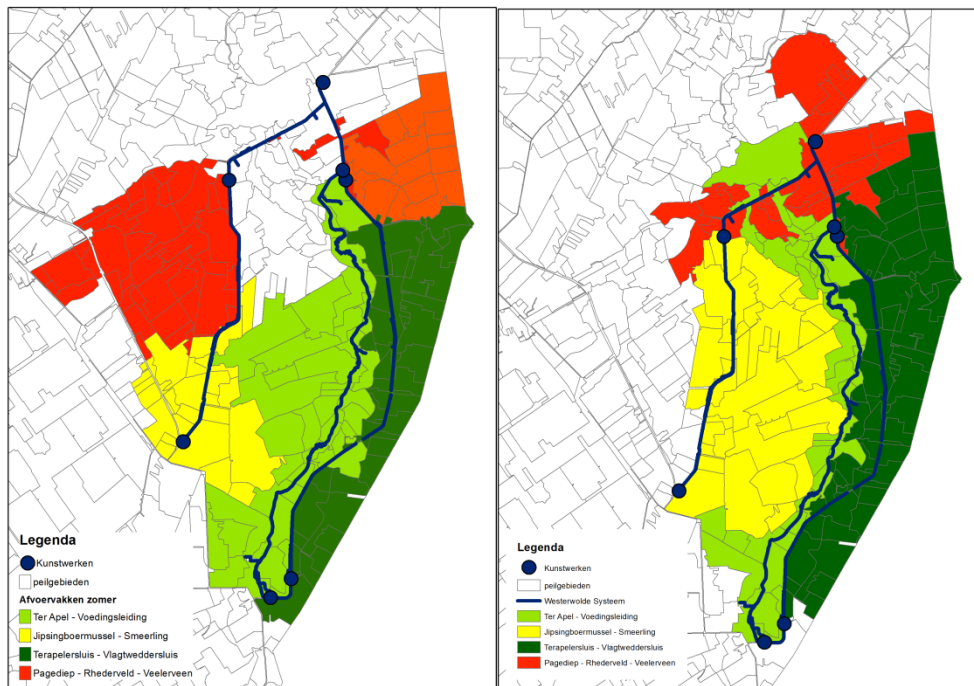 Legenda
Kunstwerken
peilgebieden
Afvoervakken zomer
Ter Apel - Voedingsleiding
Jipsingboermussel - Smeerling
Terapelersluis - Vlagtweddersluis
Pagediep - Rhederveld - Veelerveen
Legenda
Kunstwerken
peilgebieden
Westerwolde Systeem
Ter Apel - Voedingsleiding
Jipsingboermussel - Smeerling
Terapelersluis - Vlagtweddersluis
Pagediep - Rhederveld - Veelerveen